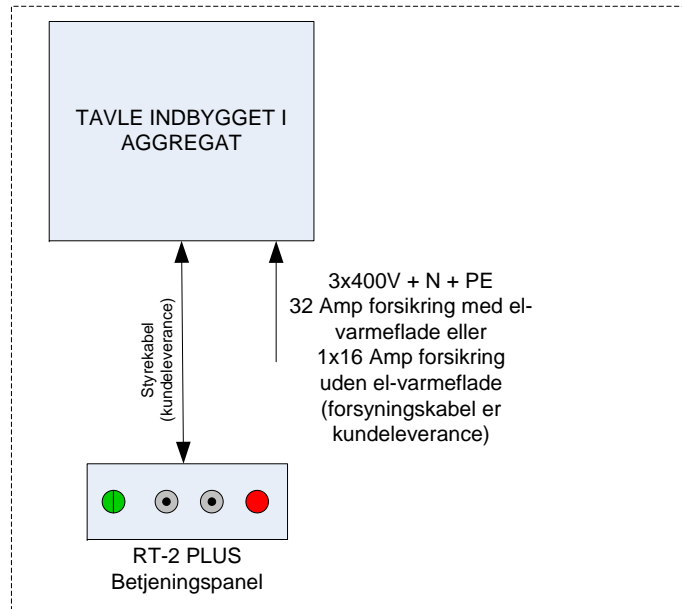 TAVLE INDBYGGET I
AGGREGAT
3x400V + N + PE
32 Amp forsikring med el-
varmeflade eller
1x16 Amp forsikring
uden el-varmeflade
(forsyningskabel er
kundeleverance)
Styrekabel
(kundeleverance)
RT-2 PLUS
Betjeningspanel